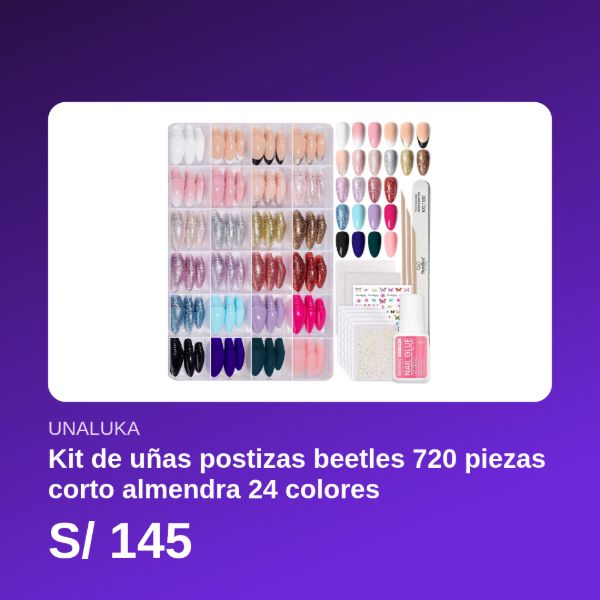 NAIL GLUE
UNALUKA
Kit de uñas postizas beetles 720 piezas
corto almendra 24 colores
S/ 145